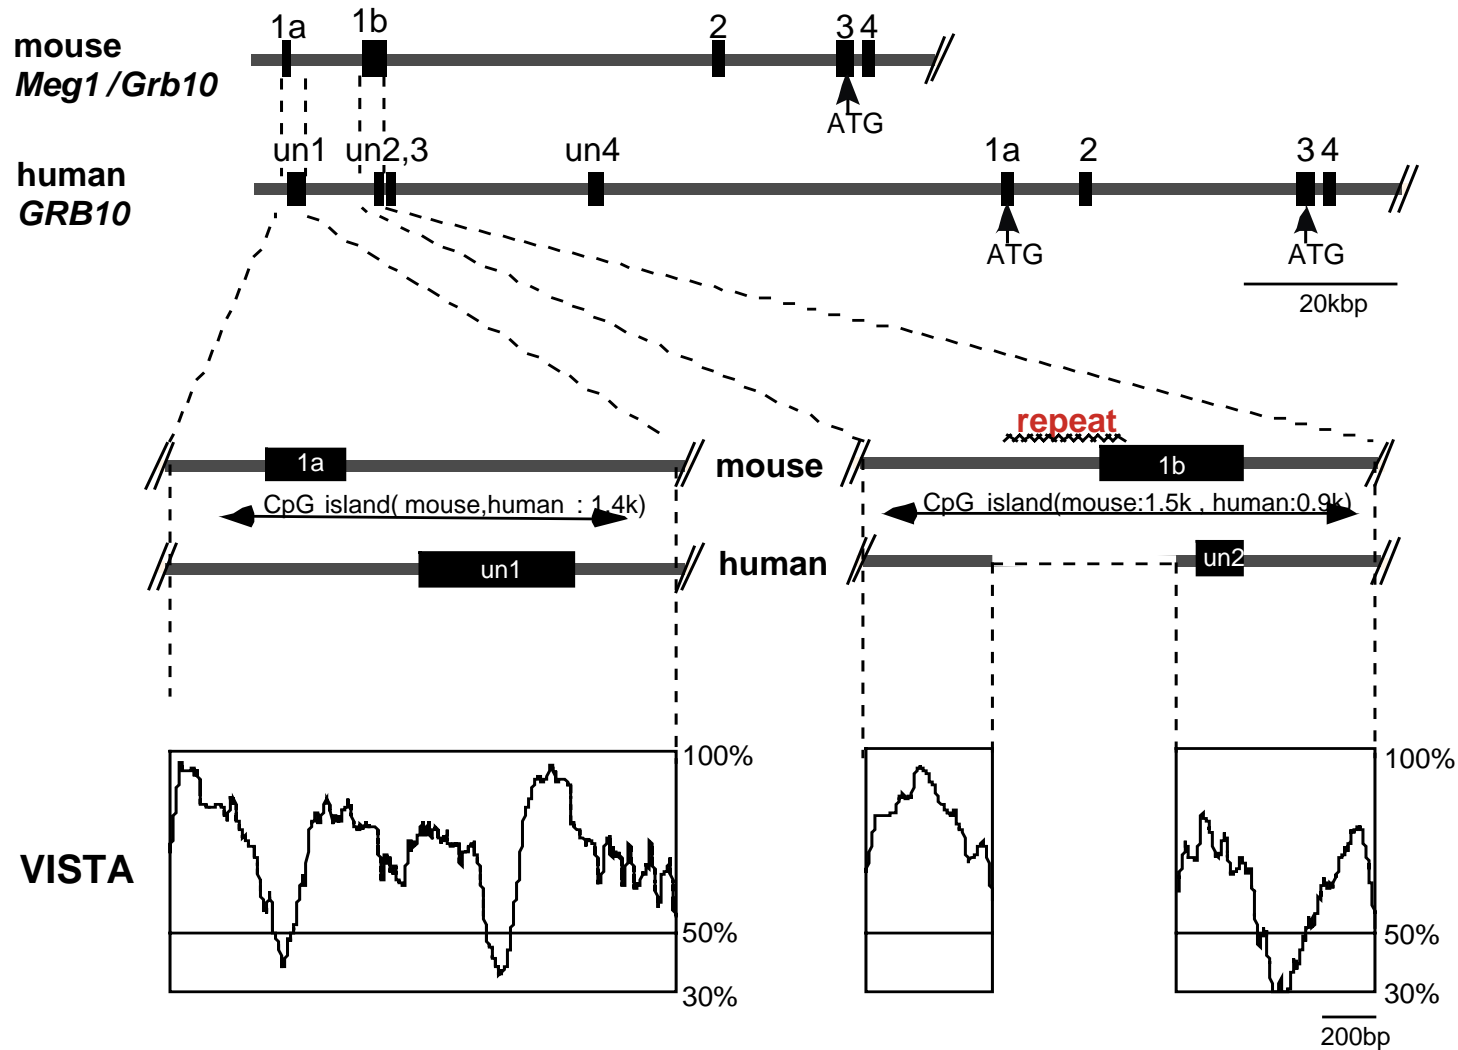 1a 1b 2 3 4
mouse
Meg1/Grb10
ATG
un1 un2,3 un4 1a 2 3 4
human
GRB10
ATG ATG
20kbp
repeat
1a mouse 1b
CpG island( mouse,human : 1.4k) CpG island(mouse:1.5k , human:0.9k)
un1 human un2
100% 100%
VISTA
50% 50%
30% 30%
200bp